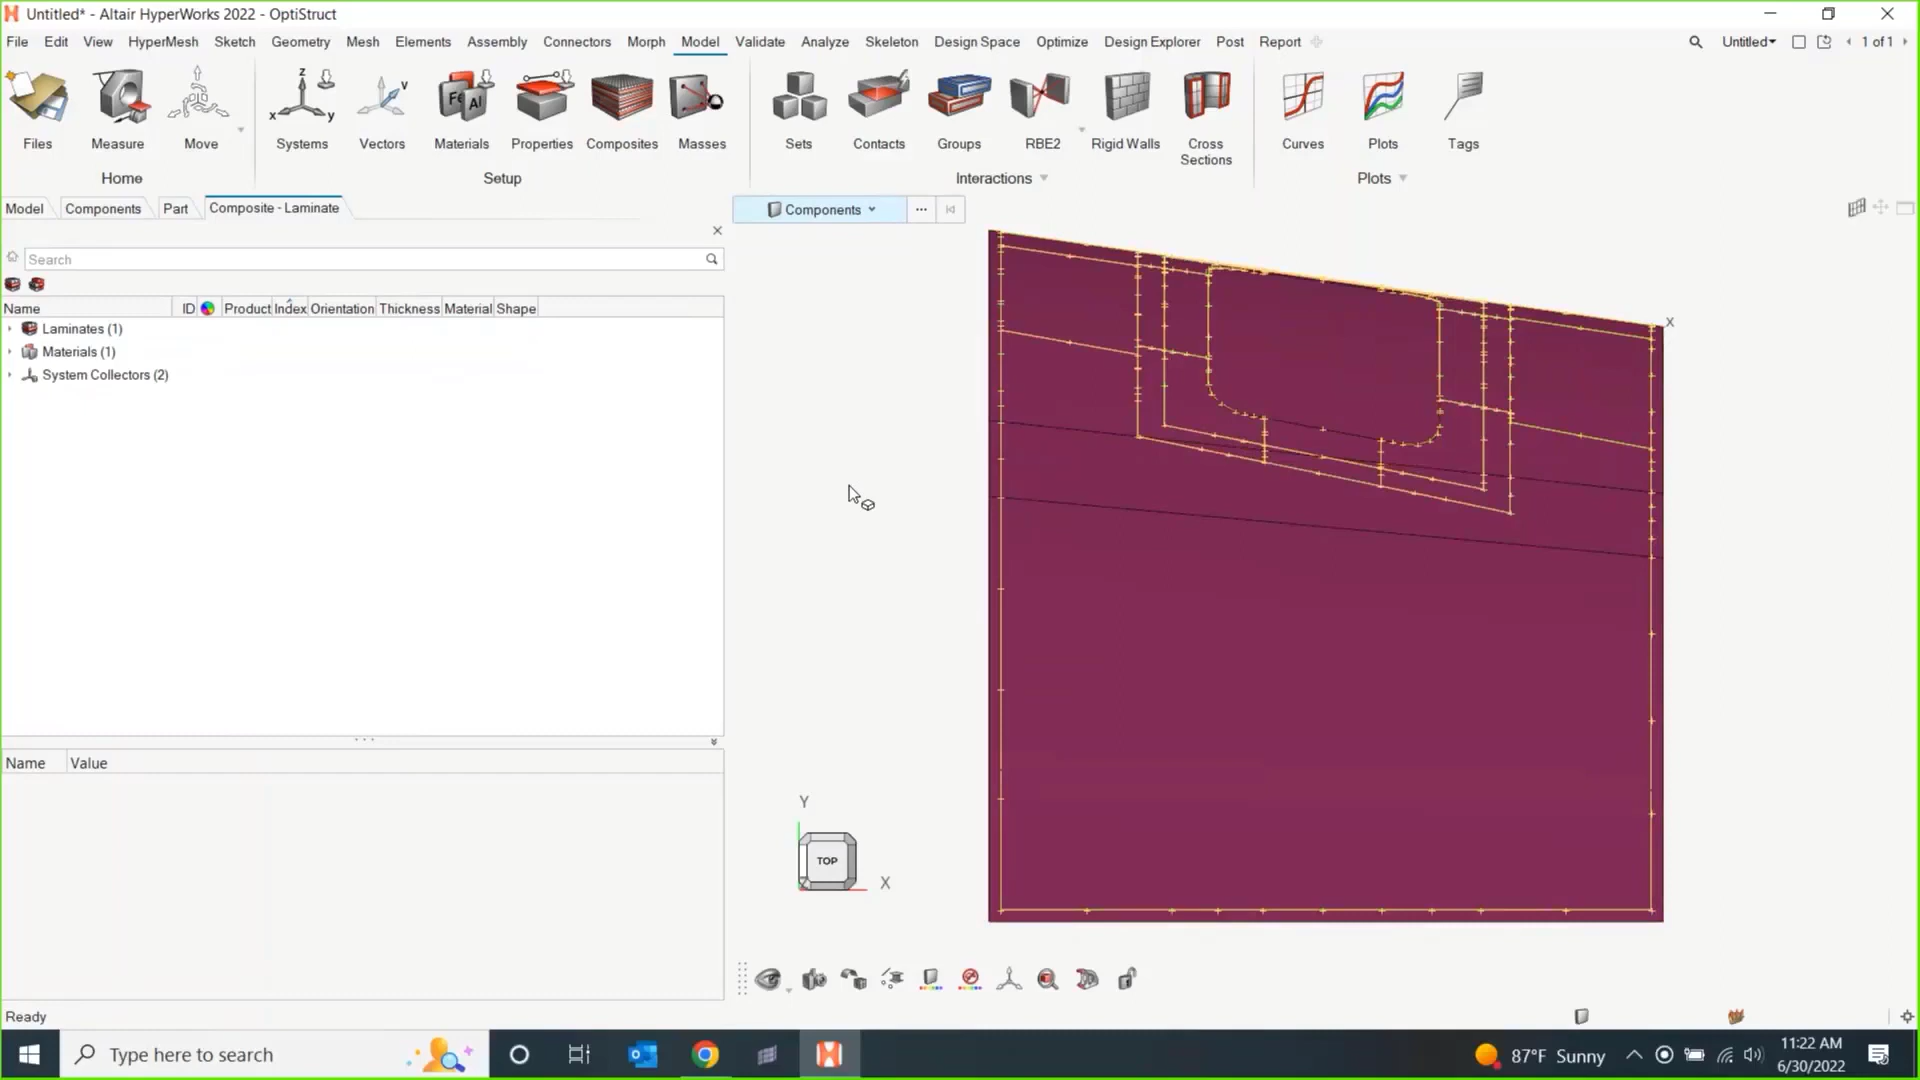 Untitled* - Altair HyperWorks 2022 - OptiStruct
File Edit View HyperMesh Sketch Geometry Mesh Elements Assembly Connectors Morph Model Validate Analyze Skeleton Design Space Optimize Design Explorer Post Report Untitled 1 of 1
Files Measure Move Systems Vectors Materials Properties Composites Masses Sets Contacts Groups RBE2 Rigid Walls Cross Sections Curves Plots Tags
Home Setup Interactions Plots
Model Components Part Composite - Laminate Components
Search
Name ID Product Index Orientation Thickness Material Shape
Laminates (1)
Materials (1)
System Collectors (2)
X
Name Value
Y
TOP
X
Ready
Type here to search
87°F Sunny
11:22 AM
6/30/2022